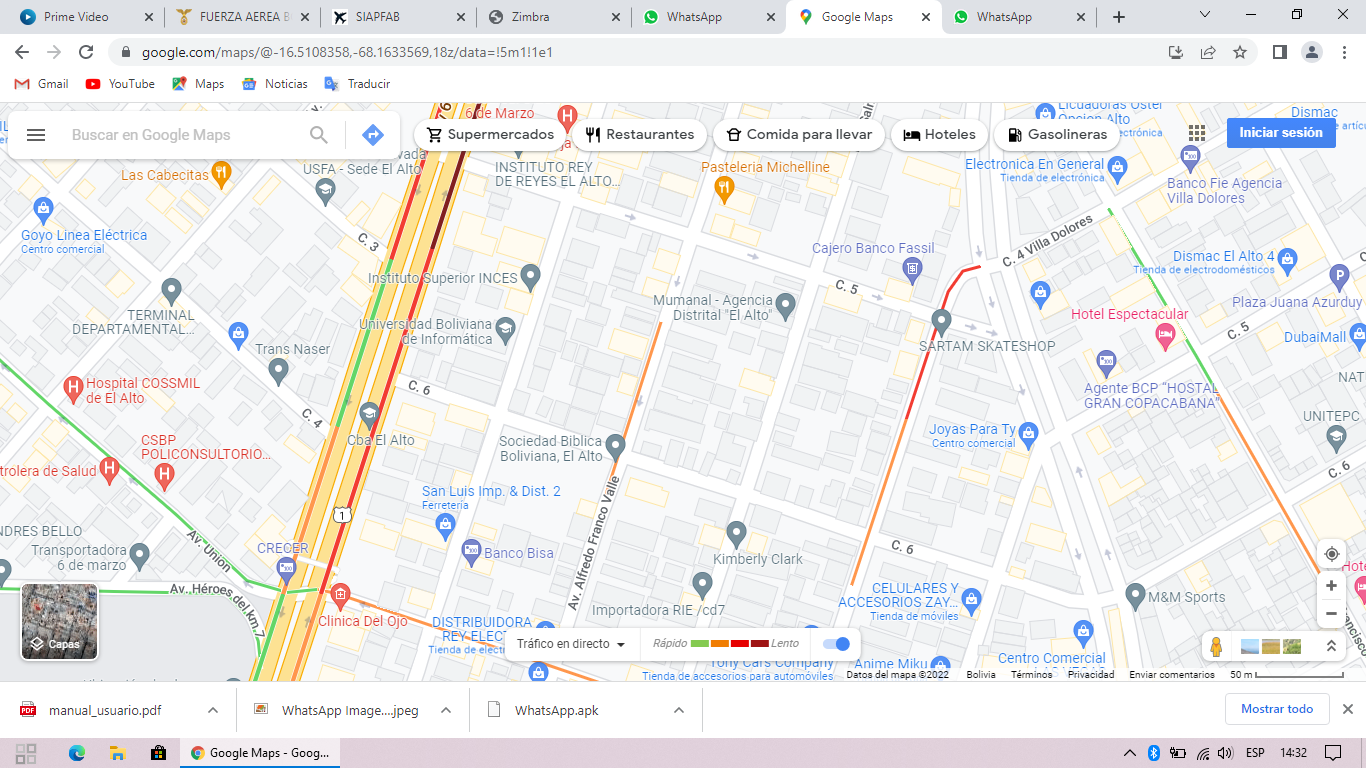 Prime Video
FUERZA AEREA B
SIAPFAB
Zimbra
WhatsApp
Google Maps
WhatsApp
google.com/maps/@-16.5108358,-68.1633569,18z/data=!5m1!1e1
Gmail
YouTube
Maps
Noticias
Traducir
Buscar en Google Maps
6 de Marzo
Supermercados
Restaurantes
Comida para llevar
Hoteles
Gasolineras
Iniciar sesión
Licuadoras Oster
Opcion Alto
Dismac
USFA - Sede El Alto
INSTITUTO REY
DE REYES EL ALTO...
Pasteleria Michelline
Electronica En General
Tienda de electrónica
Banco Fie Agencia
Villa Dolores
Las Cabecitas
Goyo Linea Eléctrica
Centro comercial
C. 3
C. 4 Villa Dolores
Cajero Banco Fassil
Dismac El Alto 4
Tienda de electrodomésticos
Instituto Superior INCES
C. 5
Plaza Juana Azurduy
Mumanal - Agencia
Distrital "El Alto"
Hotel Espectacular
TERMINAL
DEPARTAMENTAL...
Universidad Boliviana
de Informática
C. 5
DubaiMall
SARTAM SKATESHOP
Trans Naser
Hospital COSSMIL
de El Alto
C. 6
Agente BCP “HOSTAL
GRAN COPACABANA”
NAT
C. 4
UNITEPC
Cba El Alto
Joyas Para Ty
Centro comercial
CSBP
POLICONSULTORIO...
Sociedad Biblica
Boliviana, El Alto
trolera de Salud
C. 6
San Luis Imp. & Dist. 2
Ferretería
1
Av. Alfredo Franco Valle
NDRES BELLO
Av. Unión
Transportadora
6 de marzo
CRECER
Banco Bisa
C. 6
Kimberly Clark
Av. Héroes del km.7
CELULARES Y
ACCESORIOS ZAY...
Tienda de móviles
M&M Sports
Importadora RIE /cd7
Clinica Del Ojo
DISTRIBUIDORA
REY ELEC
Tienda de elect
Capas
Tráfico en directo
Rápido
Lento
Tony Cars Company
Tienda de accesorios para automóviles
Anime Miku
Centro Comercial
Datos del mapa ©2022
Bolivia
Términos
Privacidad
Enviar comentarios
50 m
manual_usuario.pdf
WhatsApp Image....jpeg
WhatsApp.apk
Mostrar todo
Google Maps - Goog...
ESP
14:32